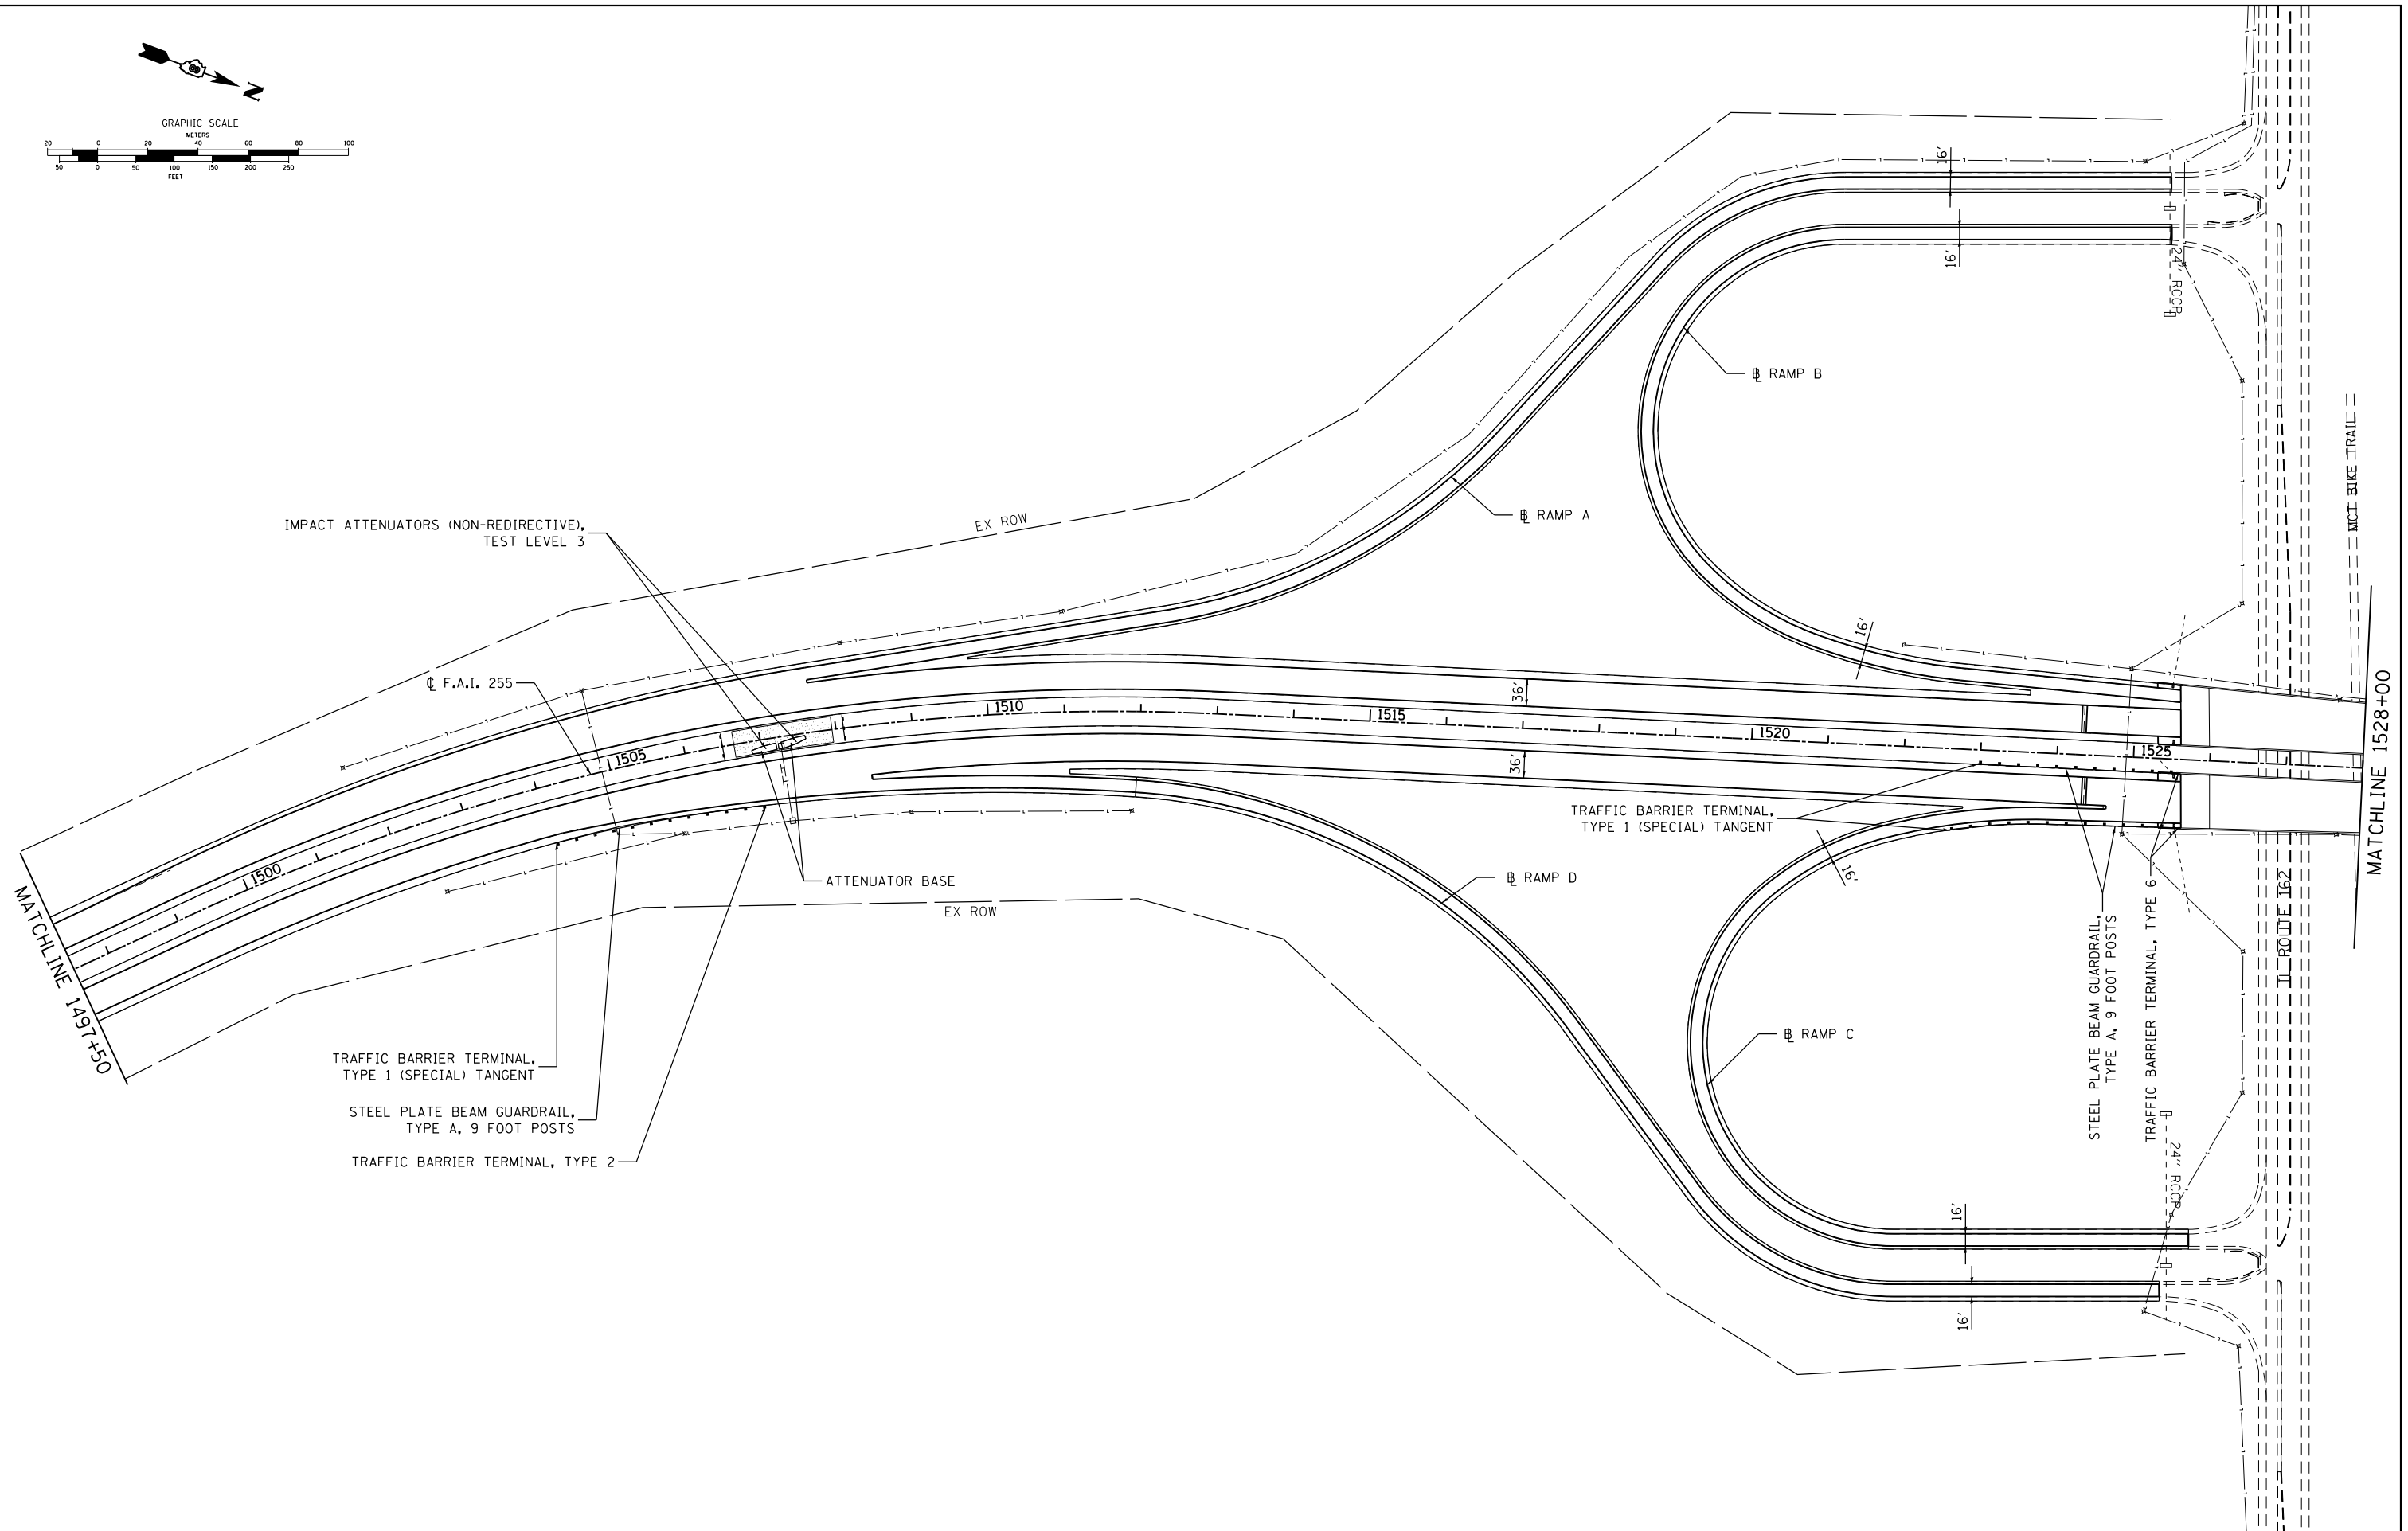 N
GRAPHIC SCALE
METERS
20 0 20 40 60 80 100
50 0 50 100 150 200 250
FEET
16'
16'
24" RCCP
℄ RAMP B
MCT BIKE TRAIL
EX ROW
℄ RAMP A
IMPACT ATTENUATORS (NON-REDIRECTIVE),
TEST LEVEL 3
16'
℄ F.A.I. 255
36'
1510
1515
1520
1525
1505
1500
36'
MATCHLINE 1528+00
TRAFFIC BARRIER TERMINAL,
TYPE 1 (SPECIAL) TANGENT
16'
ATTENUATOR BASE
℄ RAMP D
EX ROW
MATCHLINE 1497+50
STEEL PLATE BEAM GUARDRAIL,
TYPE A, 9 FOOT POSTS
TRAFFIC BARRIER TERMINAL, TYPE 6
IL ROUTE 162
℄ RAMP C
TRAFFIC BARRIER TERMINAL,
TYPE 1 (SPECIAL) TANGENT
STEEL PLATE BEAM GUARDRAIL,
TYPE A, 9 FOOT POSTS
TRAFFIC BARRIER TERMINAL, TYPE 2
24" RCCP
16'
16'